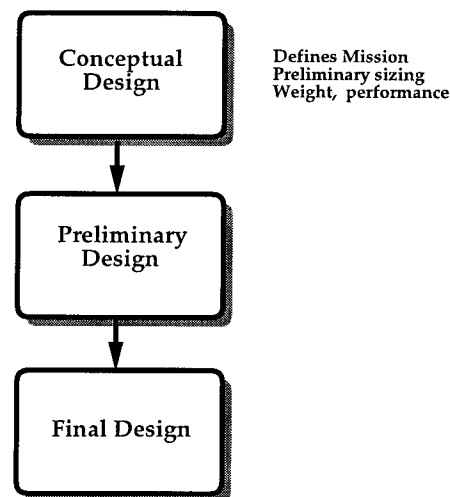 Conceptual
Design
Defines Mission
Preliminary sizing
Weight, performance
Preliminary
Design
Final Design